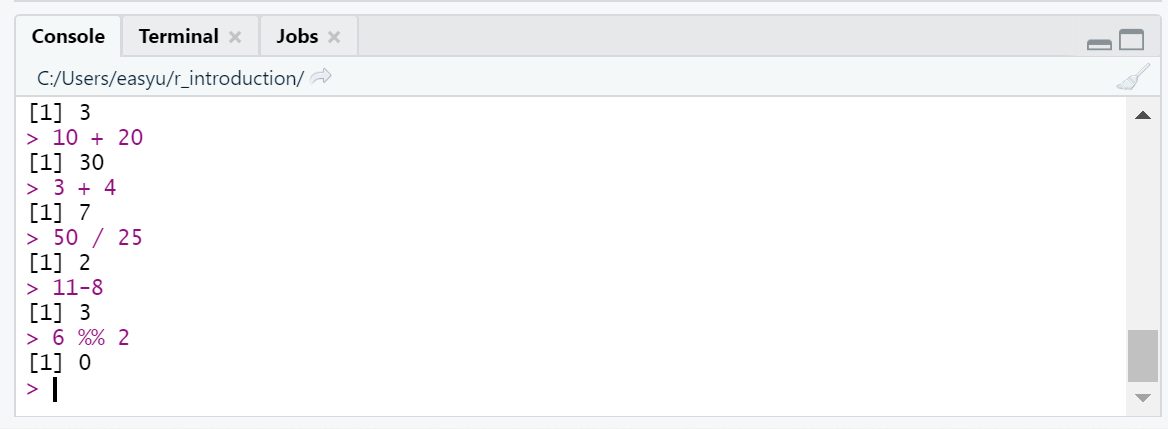 Console Terminal Jobs
C:/Users/easyu/r_introduction/
[1] 3
> 10 + 20
[1] 30
> 3 + 4
[1] 7
> 50 / 25
[1] 2
> 11-8
[1] 3
> 6 %% 2
[1] 0
>